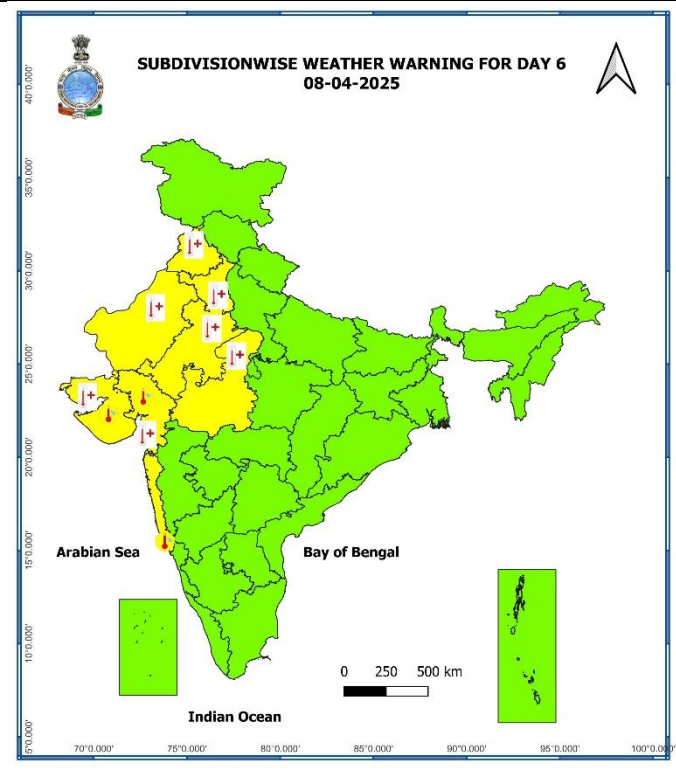 SUBDIVISIONWISE WEATHER WARNING FOR DAY 6
08-04-2025
40°0.000'
35°0.000'
30°0.000'
25°0.000'
20°0.000'
15°0.000'
10°0.000'
5°0.000'
Arabian Sea
Bay of Bengal
0 250 500 km
Indian Ocean
70°0.000' 75°0.000' 80°0.000' 85°0.000' 90°0.000' 95°0.000' 100°0.000'